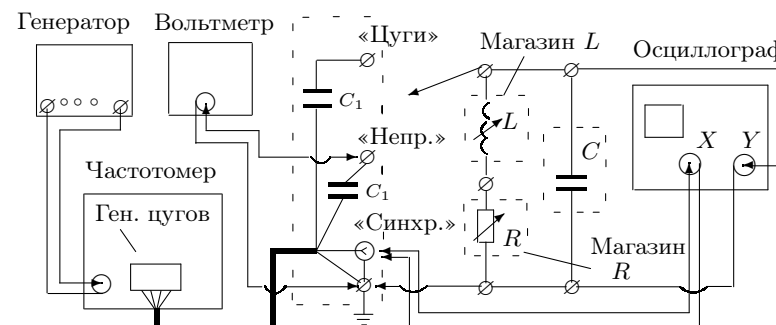 Генератор
Вольтметр
«Цуги»
Магазин L
Осциллограф
C₁
L
«Непр.»
X
Y
C
Частотомер
C₁
Ген. цугов
«Синхр.»
R
Магазин
R